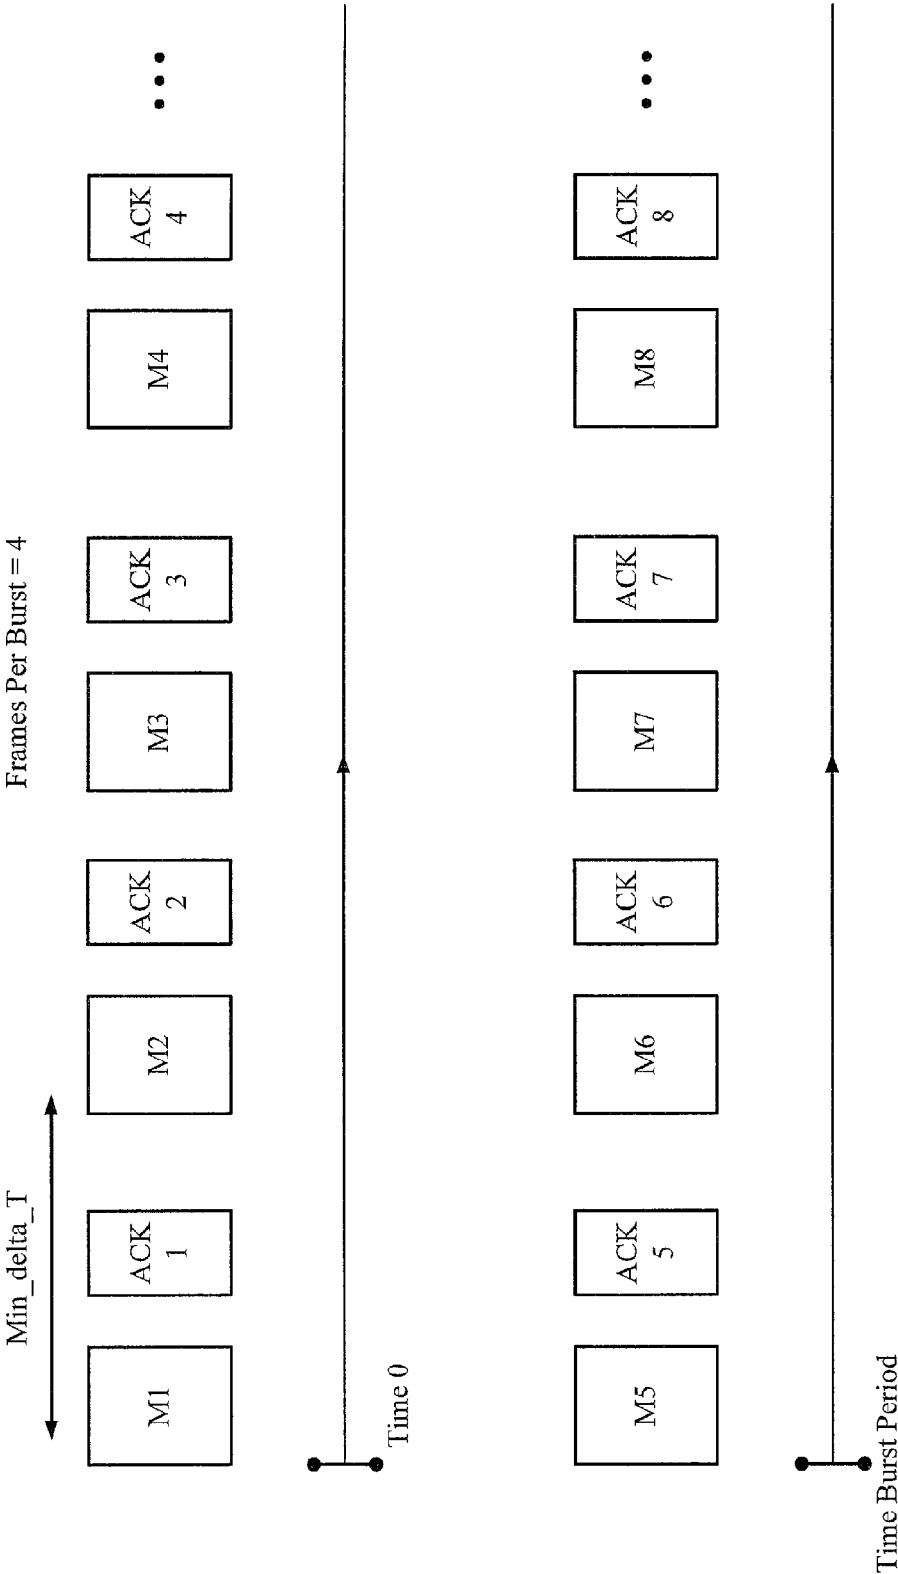 Frames Per Burst = 4
Min_delta_T
M1
ACK
1
M2
ACK
2
M3
ACK
3
M4
ACK
4
Time 0
M5
ACK
5
M6
ACK
6
M7
ACK
7
M8
ACK
8
Time Burst Period